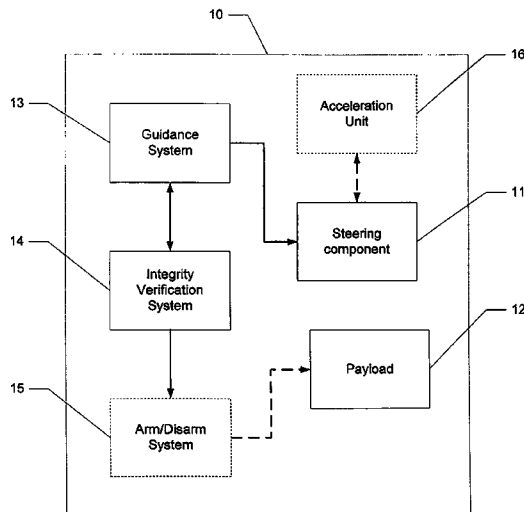 10
16
Acceleration
Unit
13
Guidance
System
11
Steering
component
14
Integrity
Verification
System
12
Payload
15
Arm/Disarm
System